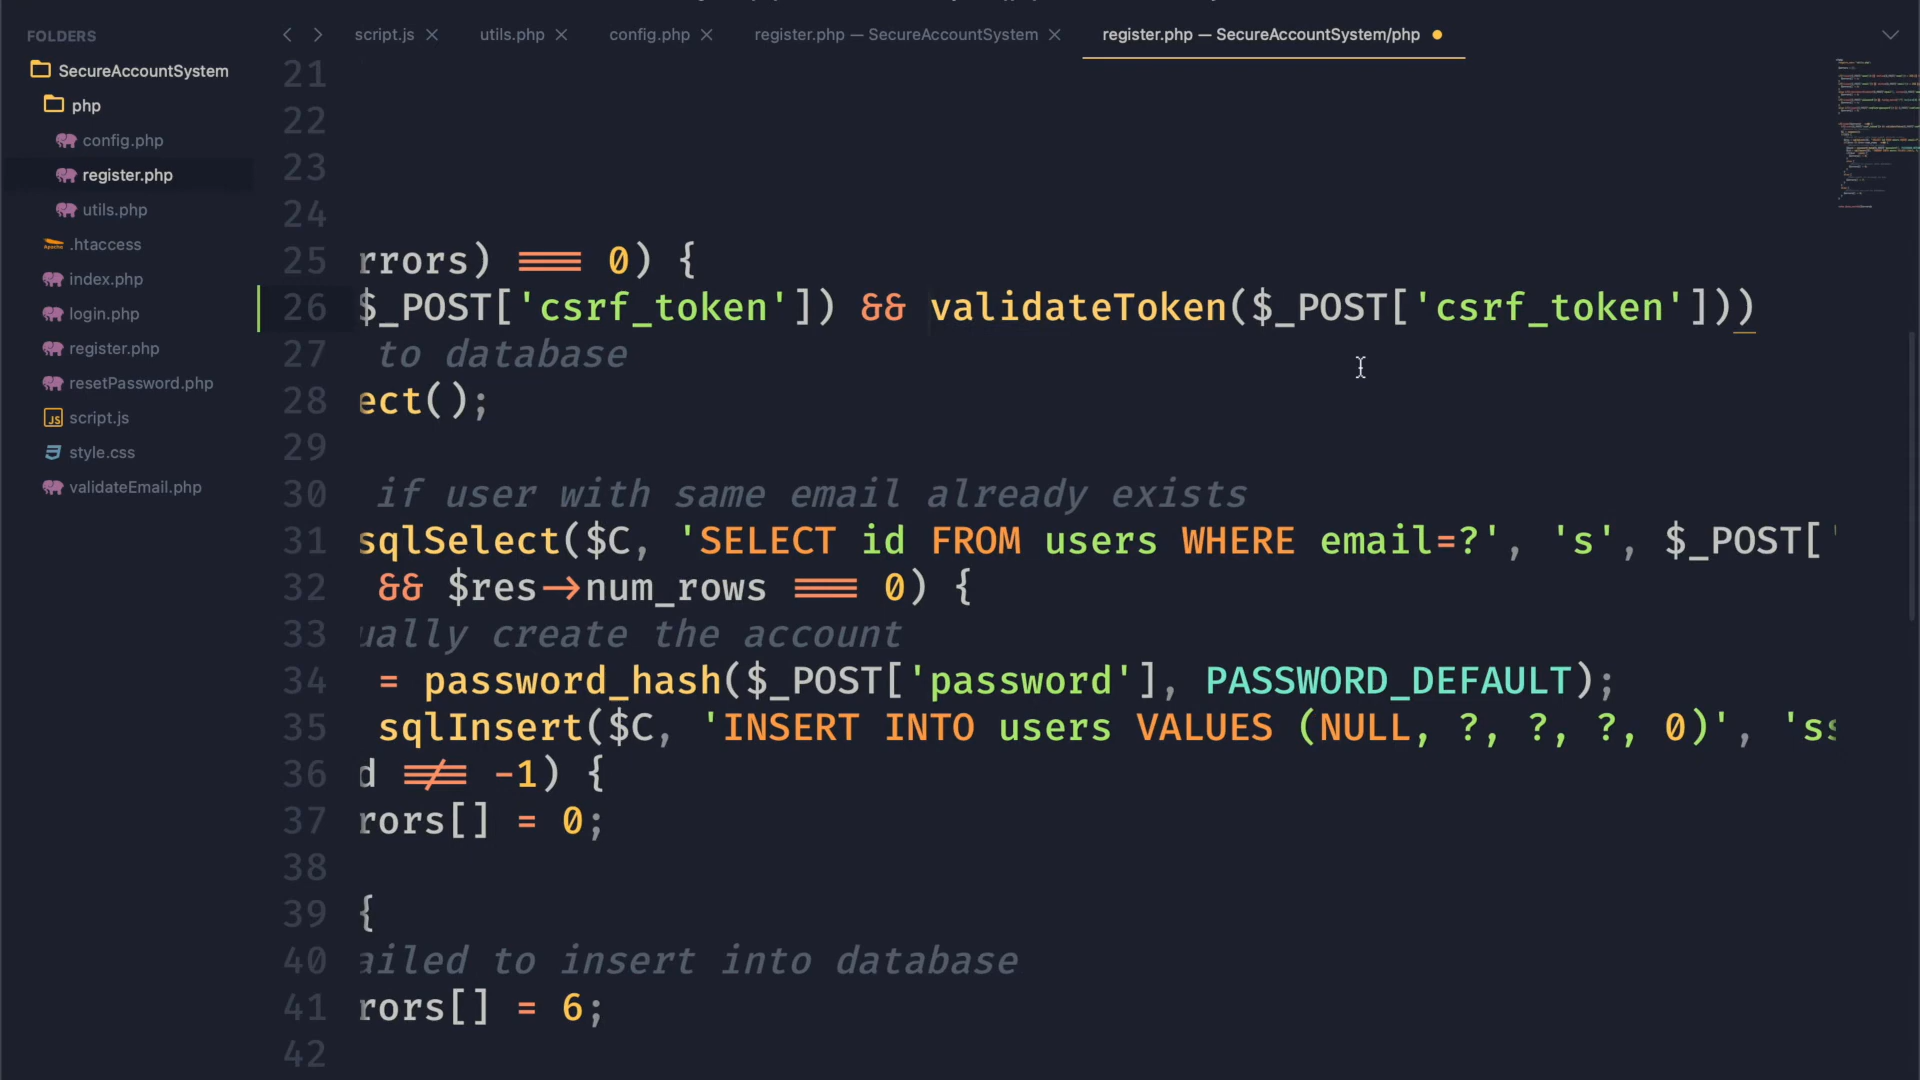 FOLDERS
SecureAccountSystem
php
config.php
register.php
utils.php
.htaccess
index.php
login.php
register.php
resetPassword.php
script.js
style.css
validateEmail.php
script.js
utils.php
config.php
register.php — SecureAccountSystem
register.php — SecureAccountSystem/php
21
22
23
24
25 rrors) === 0) {
26 $_POST['csrf_token']) && validateToken($_POST['csrf_token']))
27 to database
28 ect();
29
30 if user with same email already exists
31 sqlSelect($C, 'SELECT id FROM users WHERE email=?', 's', $_POST['
32 && $res->num_rows === 0) {
33 ually create the account
34 = password_hash($_POST['password'], PASSWORD_DEFAULT);
35 sqlInsert($C, 'INSERT INTO users VALUES (NULL, ?, ?, ?, 0)', 'ss
36 d !== -1) {
37 rors[] = 0;
38
39 {
40 ailed to insert into database
41 rors[] = 6;
42